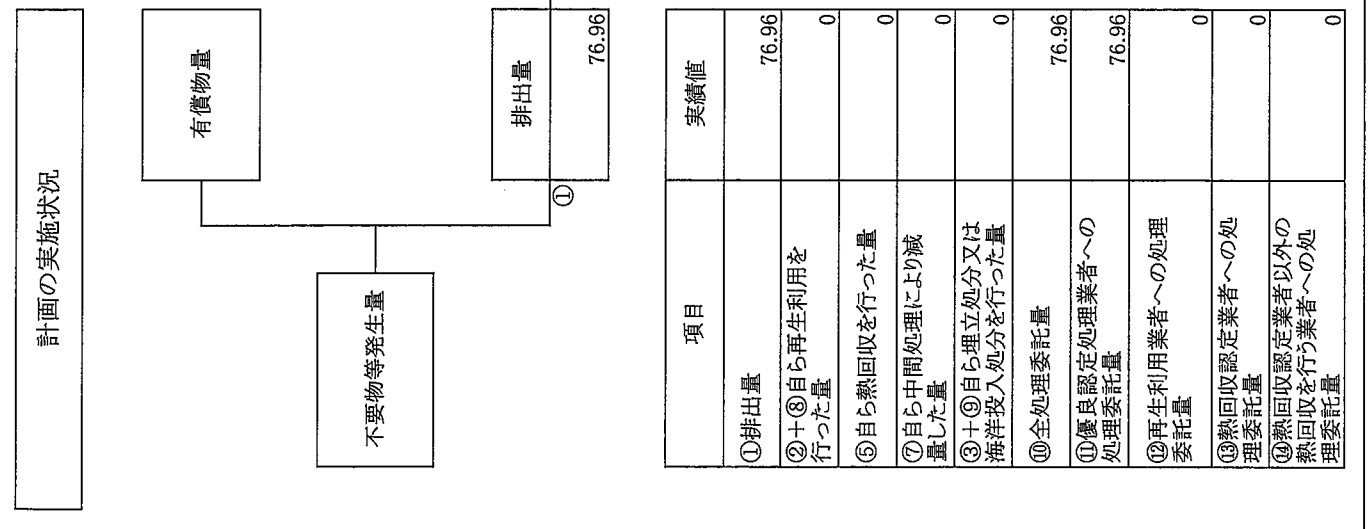 計画の実施状況
不要物等発生量
有償物量
①
排出量
76.96
項目
実績値
①排出量
76.96
②+⑧自ら再生利用を
行った量
0
⑤自ら熱回収を行った量
0
⑦自ら中間処理により減
量した量
0
③+⑨自ら埋立処分又は
海洋投入処分を行った量
0
⑩全処理委託量
76.96
⑪優良認定処理業者への
処理委託量
76.96
⑫再生利用業者への処理
委託量
0
⑬熱回収認定業者への処
理委託量
0
⑭熱回収認定業者以外の
熱回収を行う業者への処
理委託量
0